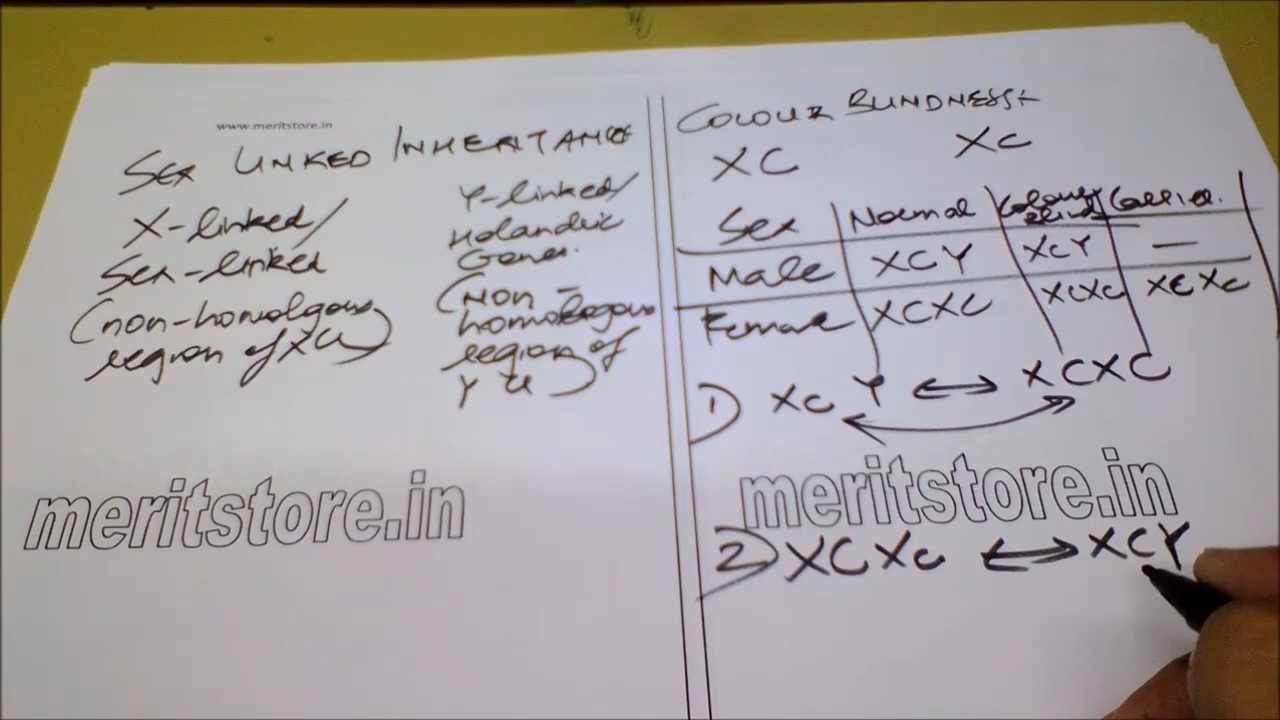 www.meritstore.in
SEX LINKED INHERITANCE
X-linked/
Sex-linked
(non-homolgous
region of X
Y-linked/
Holandric
Genes.
(Non-
homologous
region of
Y
meritstore.in
COLOUR BLINDNESS
XC Xc
Sex Normal Colour blind Carrier.
Male XCY XcY —
Female XCXC XcXc XCXc
1) Xc Y ↔ XCXC
meritstore.in
2) XCXc ↔ XCY